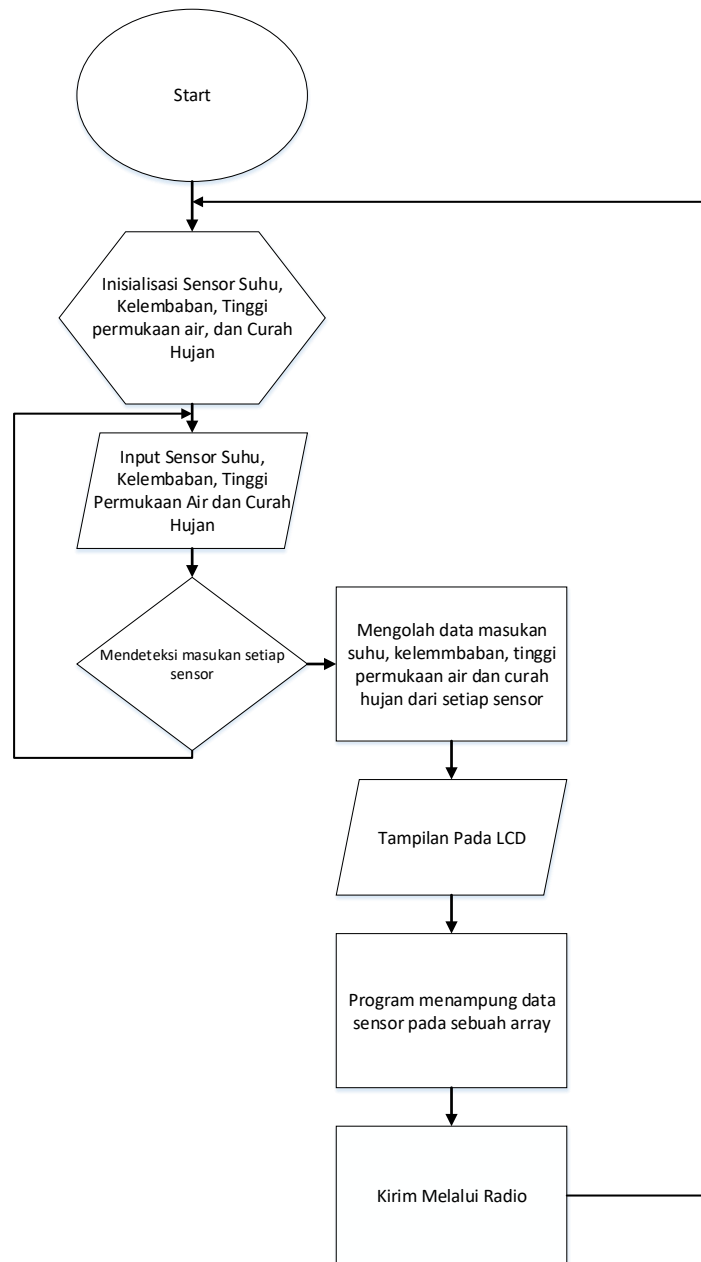 Start
Inisialisasi Sensor Suhu,
Kelembaban, Tinggi
permukaan air, dan Curah
Hujan
Input Sensor Suhu,
Kelembaban, Tinggi
Permukaan Air dan Curah
Hujan
Mendeteksi masukan setiap
sensor
Mengolah data masukan
suhu, kelemmbaban, tinggi
permukaan air dan curah
hujan dari setiap sensor
Tampilan Pada LCD
Program menampung data
sensor pada sebuah array
Kirim Melalui Radio